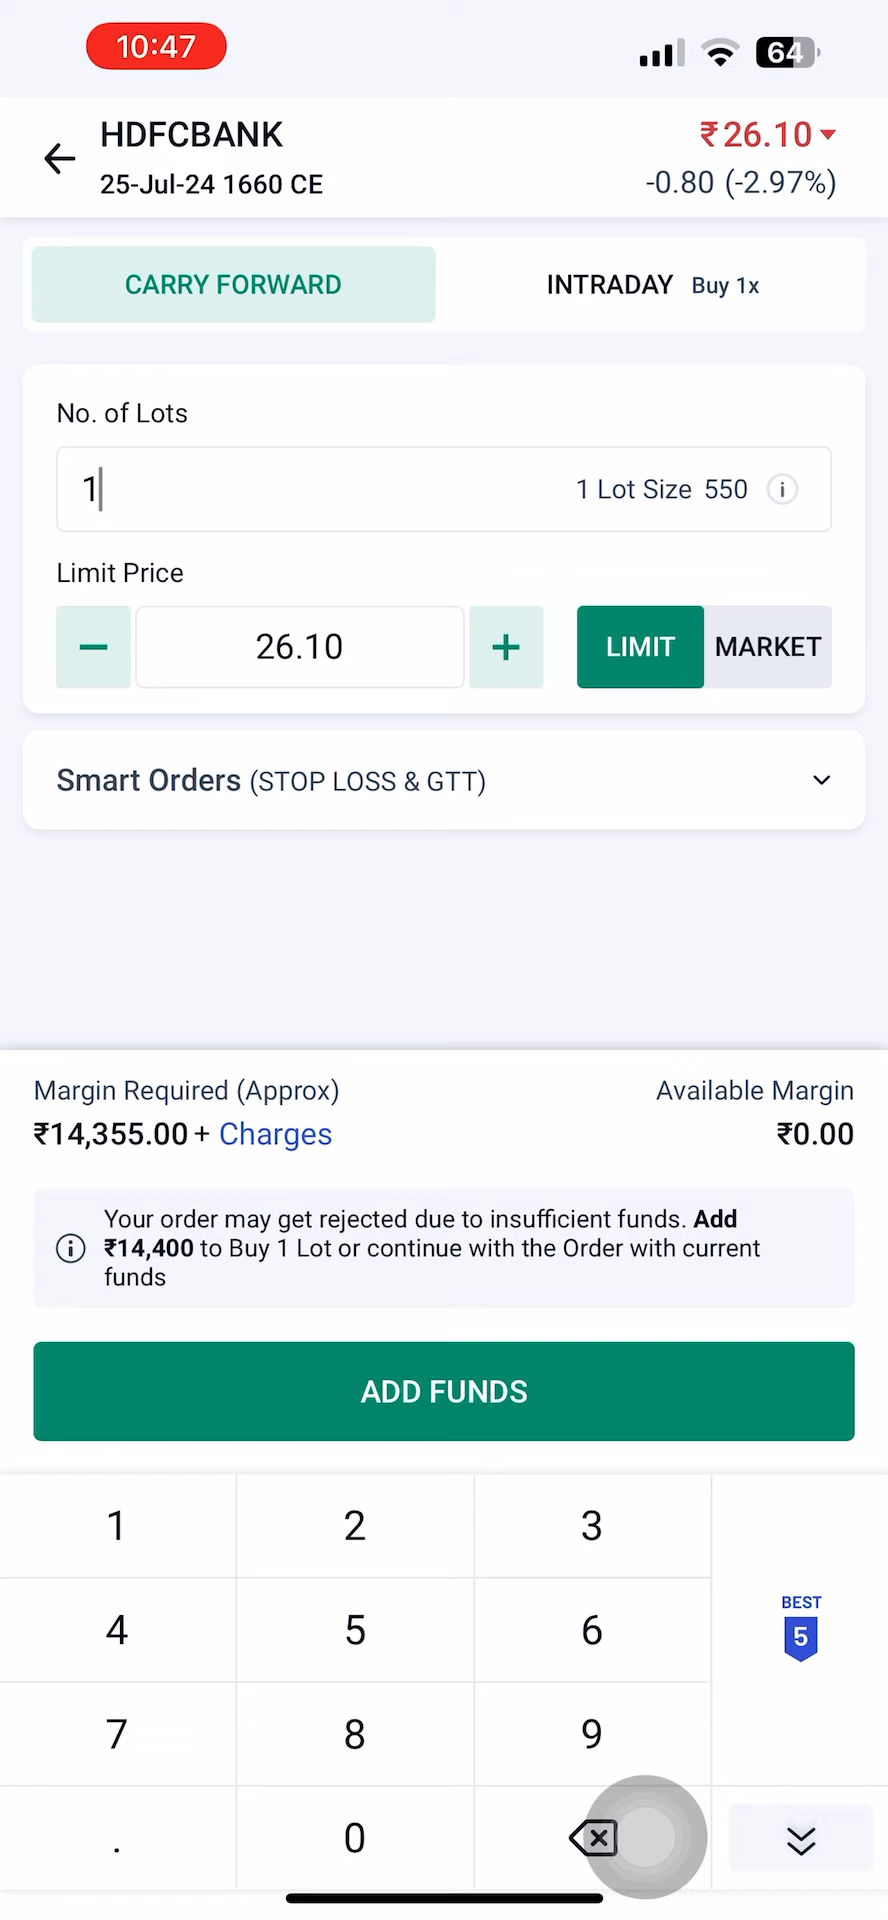 10:47
64
HDFCBANK
₹26.10
25-Jul-24 1660 CE
-0.80 (-2.97%)
CARRY FORWARD
INTRADAY Buy 1x
No. of Lots
1
1 Lot Size 550
Limit Price
26.10
LIMIT
MARKET
Smart Orders (STOP LOSS & GTT)
Margin Required (Approx)
Available Margin
₹14,355.00 + Charges
₹0.00
Your order may get rejected due to insufficient funds. Add
₹14,400 to Buy 1 Lot or continue with the Order with current
funds
ADD FUNDS
1 2 3
BEST
5
4 5 6
7 8 9
. 0